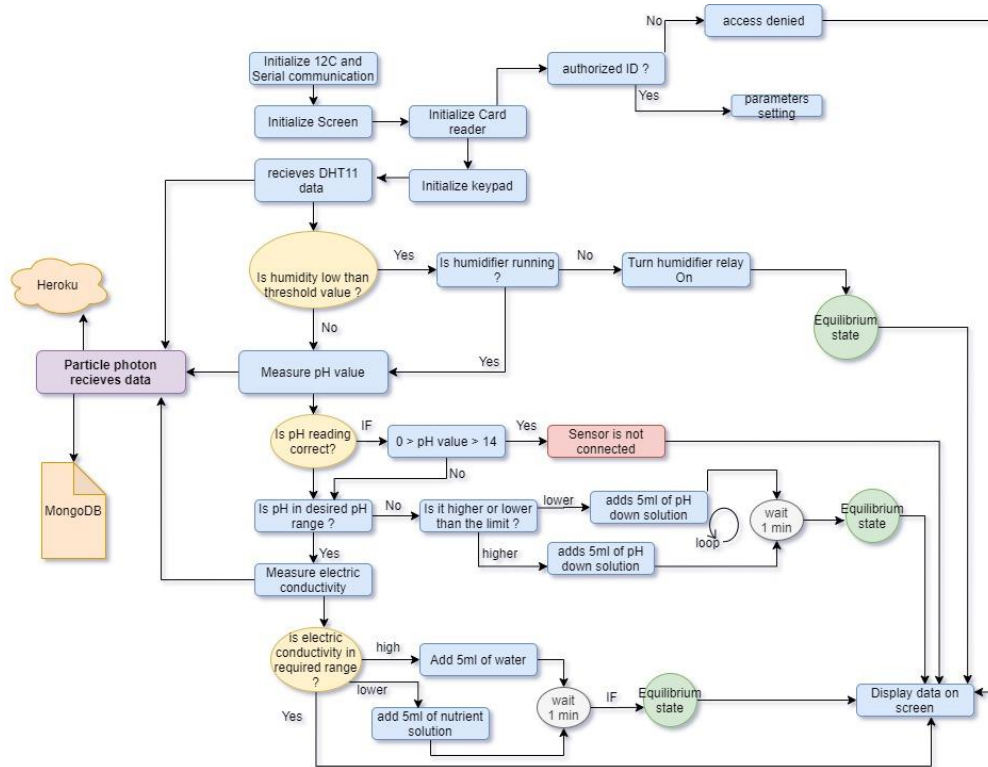 No
access denied
Initialize 12C and
Serial communication
authorized ID ?
Yes
parameters
setting
Initialize Screen
Initialize Card
reader
recieves DHT11
data
Initialize keypad
Is humidity low than
threshold value ?
Yes
Is humidifier running
?
No
Turn humidifier relay
On
Heroku
Equilibrium
state
No
Yes
Particle photon
recieves data
Measure pH value
Is pH reading
correct?
IF
0 > pH value > 14
Yes
Sensor is not
connected
No
MongoDB
Is pH in desired pH
range ?
No
Is it higher or lower
than the limit ?
lower
adds 5ml of pH
down solution
loop
wait
1 min
Equilibrium
state
higher
adds 5ml of pH
down solution
Yes
Measure electric
conductivity
Is electric
conductivity in
required range
?
high
Add 5ml of water
lower
add 5ml of nutrient
solution
wait
1 min
IF
Equilibrium
state
Display data on
screen
Yes